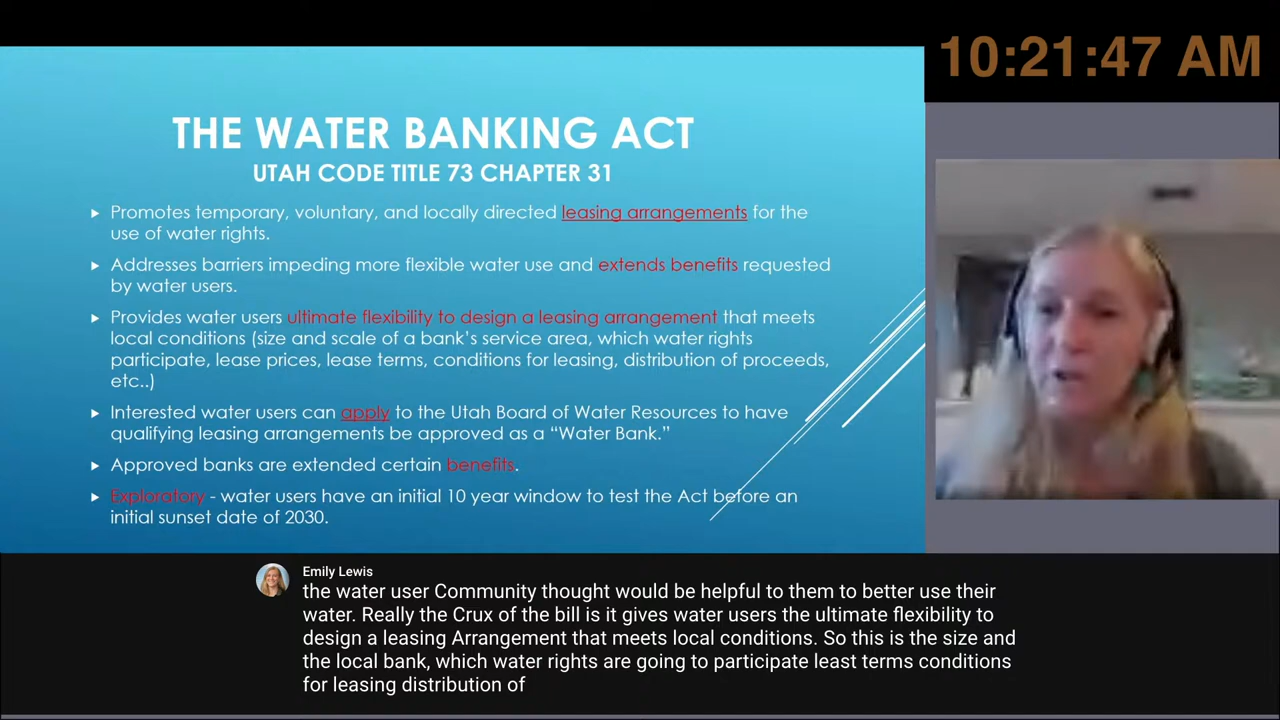 10:21:47 AM
THE WATER BANKING ACT
UTAH CODE TITLE 73 CHAPTER 31
Promotes temporary, voluntary, and locally directed leasing arrangements for the
use of water rights.
Addresses barriers impeding more flexible water use and extends benefits requested
by water users.
Provides water users ultimate flexibility to design a leasing arrangement that meets
local conditions (size and scale of a bank's service area, which water rights
participate, lease prices, lease terms, conditions for leasing, distribution of proceeds,
etc..)
Interested water users can apply to the Utah Board of Water Resources to have
qualifying leasing arrangements be approved as a “Water Bank.”
Approved banks are extended certain benefits.
Exploratory - water users have an initial 10 year window to test the Act before an
initial sunset date of 2030.
Emily Lewis
the water user Community thought would be helpful to them to better use their
water. Really the Crux of the bill is it gives water users the ultimate flexibility to
design a leasing Arrangement that meets local conditions. So this is the size and
the local bank, which water rights are going to participate least terms conditions
for leasing distribution of